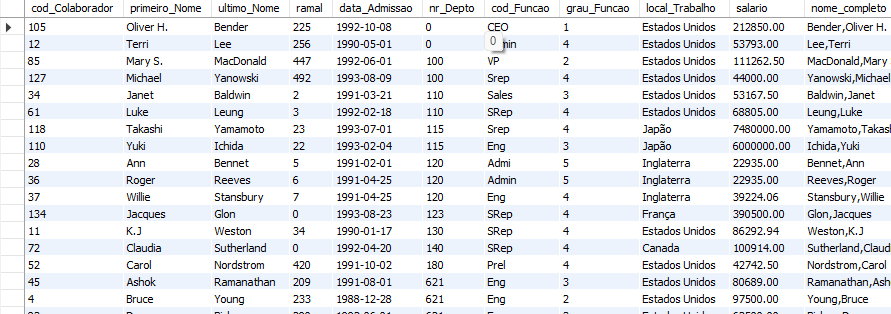 cod_Colaborador primeiro_Nome ultimo_Nome ramal data_Admissao nr_Depto cod_Funcao grau_Funcao local_Trabalho salario nome_completo
105 Oliver H. Bender 225 1992-10-08 0 CEO 1 Estados Unidos 212850.00 Bender,Oliver H.
12 Terri Lee 256 1990-05-01 0 0 min 4 Estados Unidos 53793.00 Lee,Terri
85 Mary S. MacDonald 447 1992-06-01 100 VP 2 Estados Unidos 111262.50 MacDonald,Mary
127 Michael Yanowski 492 1993-08-09 100 Srep 4 Estados Unidos 44000.00 Yanowski,Michael
34 Janet Baldwin 2 1991-03-21 110 Sales 3 Estados Unidos 53167.50 Baldwin,Janet
61 Luke Leung 3 1992-02-18 110 SRep 4 Estados Unidos 68805.00 Leung,Luke
118 Takashi Yamamoto 23 1993-07-01 115 Srep 4 Japão 7480000.00 Yamamoto,Takas
110 Yuki Ichida 22 1993-02-04 115 Eng 3 Japão 6000000.00 Ichida,Yuki
28 Ann Bennet 5 1991-02-01 120 Admi 5 Inglaterra 22935.00 Bennet,Ann
36 Roger Reeves 6 1991-04-25 120 Admin 5 Inglaterra 22935.00 Reeves,Roger
37 Willie Stansbury 7 1991-04-25 120 Eng 4 Inglaterra 39224.06 Stansbury,Willie
134 Jacques Glon 0 1993-08-23 123 SRep 4 França 390500.00 Glon,Jacques
11 K.J Weston 34 1990-01-17 130 SRep 4 Estados Unidos 86292.94 Weston,K.J
72 Claudia Sutherland 0 1992-04-20 140 SRep 4 Canada 100914.00 Sutherland,Claud
52 Carol Nordstrom 420 1991-10-02 180 Prel 4 Estados Unidos 42742.50 Nordstrom,Carol
45 Ashok Ramanathan 209 1991-08-01 621 Eng 3 Estados Unidos 80689.00 Ramanathan,Ash
4 Bruce Young 233 1988-12-28 621 Eng 2 Estados Unidos 97500.00 Young,Bruce